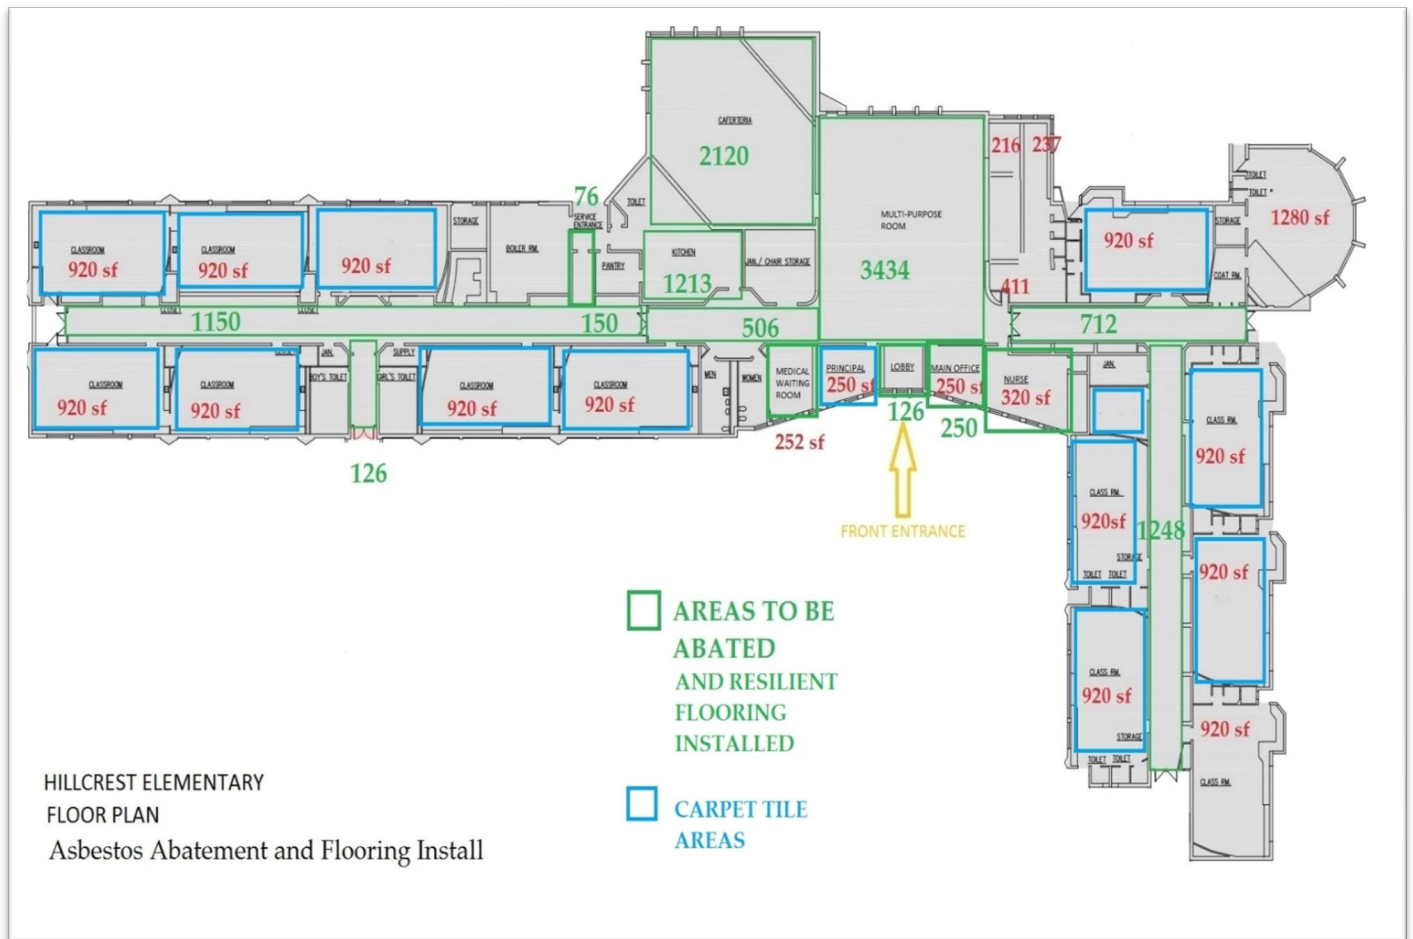 CAFERTERIA
2120
216
237
76
SERVICE
ENTRANCE
TOILET
STORAGE
BOILER RM.
PANTRY
KITCHEN
1213
JAN./ CHAIR STORAGE
MULTI-PURPOSE
ROOM
3434
411
920 sf
STORAGE
COAT RM.
TOILET
TOILET
1280 sf
CLASSROOM
920 sf
CLASSROOM
920 sf
920 sf
CLOSET
1150
150
506
712
CLASSROOM
920 sf
CLOSET
CLASSROOM
920 sf
JAN.
BOY'S TOILET
SUPPLY
GIRL'S TOILET
CLASSROOM
920 sf
CLASSROOM
920 sf
MEN
WOMEN
MEDICAL
WAITING
ROOM
PRINCIPAL
250 sf
LOBBY
MAIN OFFICE
250 sf
NURSE
320 sf
JAN.
126
252 sf
126
250
FRONT ENTRANCE
CLASS RM.
920 sf
CLASS RM.
920sf
STORAGE
TOILET TOILET
1248
920 sf
CLASS RM.
920 sf
STORAGE
TOILET TOILET
920 sf
CLASS RM.
AREAS TO BE
ABATED
AND RESILIENT
FLOORING
INSTALLED
CARPET TILE
AREAS
HILLCREST ELEMENTARY
FLOOR PLAN
Asbestos Abatement and Flooring Install